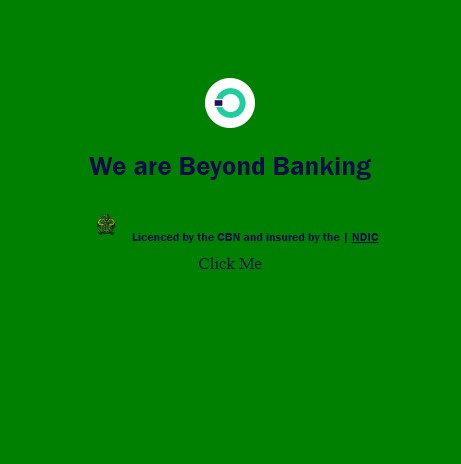 We are Beyond Banking
Licenced by the CBN and insured by the | NDIC
Click Me